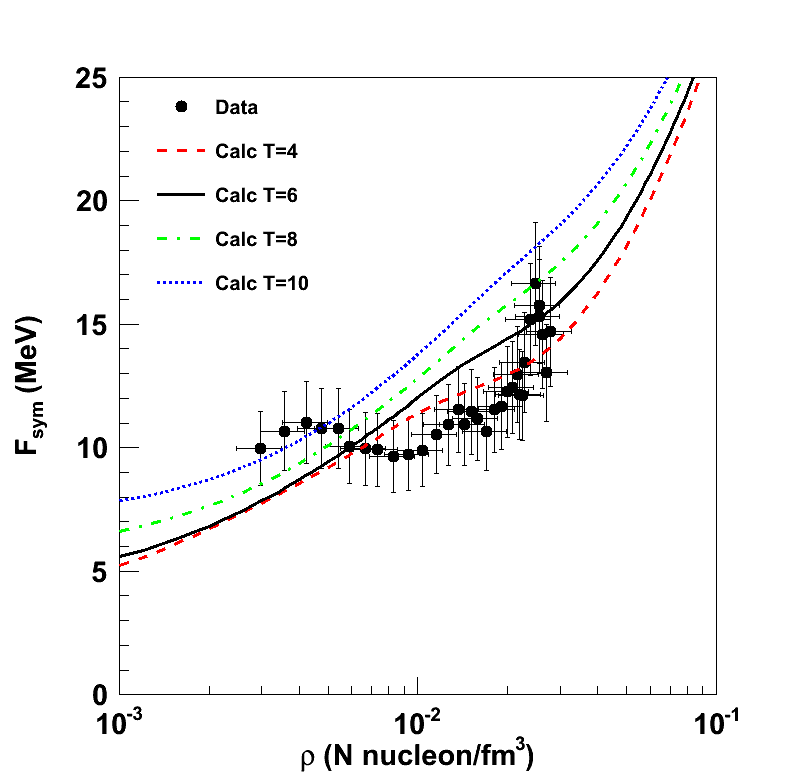 25
20
15
10
5
0
F_sym (MeV)
Data
Calc T=4
Calc T=6
Calc T=8
Calc T=10
10⁻³
10⁻²
10⁻¹
ρ (N nucleon/fm³)